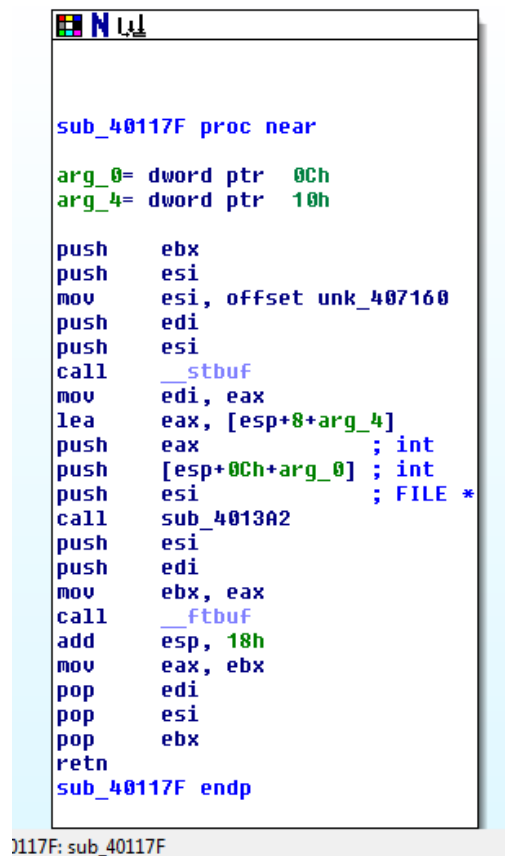 N
sub_40117F proc near
arg_0= dword ptr  0Ch
arg_4= dword ptr  10h
push    ebx
push    esi
mov     esi, offset unk_407160
push    edi
push    esi
call    __stbuf
mov     edi, eax
lea     eax, [esp+8+arg_4]
push    eax             ; int
push    [esp+0Ch+arg_0] ; int
push    esi             ; FILE *
call    sub_4013A2
push    esi
push    edi
mov     ebx, eax
call    __ftbuf
add     esp, 18h
mov     eax, ebx
pop     edi
pop     esi
pop     ebx
retn
sub_40117F endp
0117F: sub_40117F